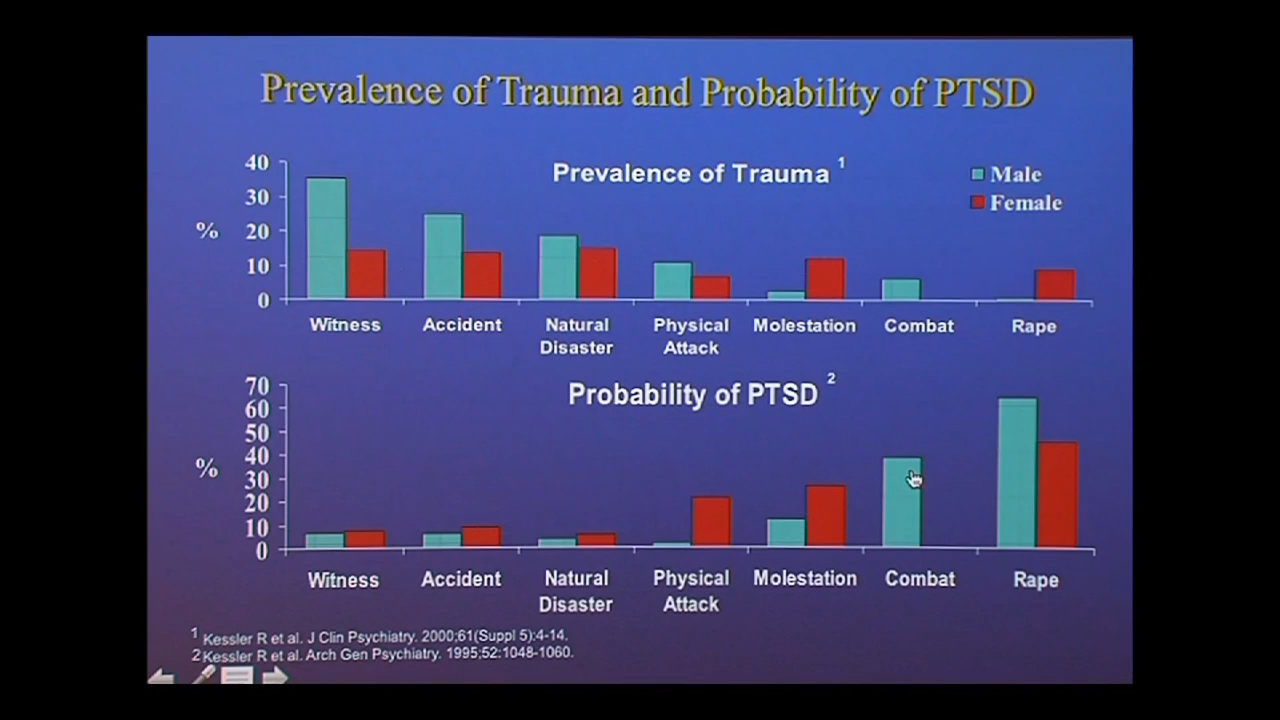 Prevalence of Trauma and Probability of PTSD
Prevalence of Trauma 1
Male
Female
%
40
30
20
10
0
Witness Accident Natural Disaster Physical Attack Molestation Combat Rape
Probability of PTSD 2
%
70
60
50
40
30
20
10
0
Witness Accident Natural Disaster Physical Attack Molestation Combat Rape
1 Kessler R et al. J Clin Psychiatry. 2000;61(Suppl 5):4-14.
2 Kessler R et al. Arch Gen Psychiatry. 1995;52:1048-1060.